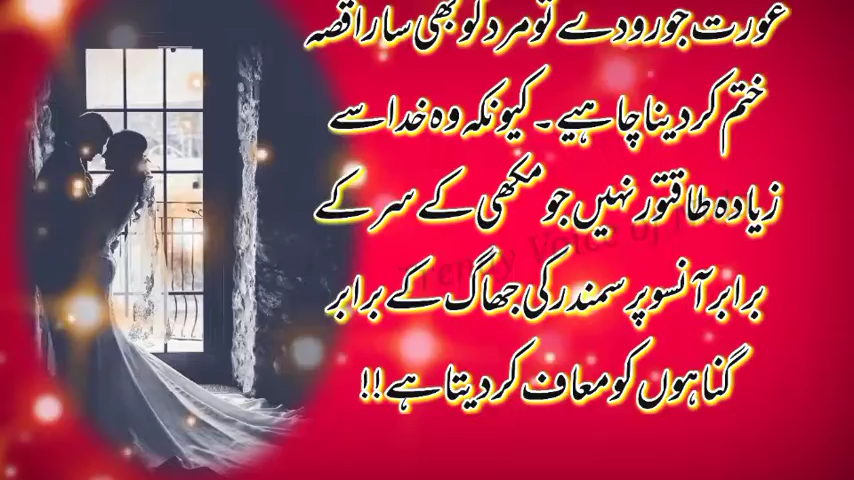 عورت جو رو دے تو مرد کو بھی سارا قصہ
ختم کر دینا چاہیے ۔ کیونکہ وہ خدا سے
زیادہ طاقتور نہیں جو مکھی کے سر کے
برابر آنسو پر سمندر کی جھاگ کے برابر
گناہوں کو معاف کر دیتا ہے !!
Voice of